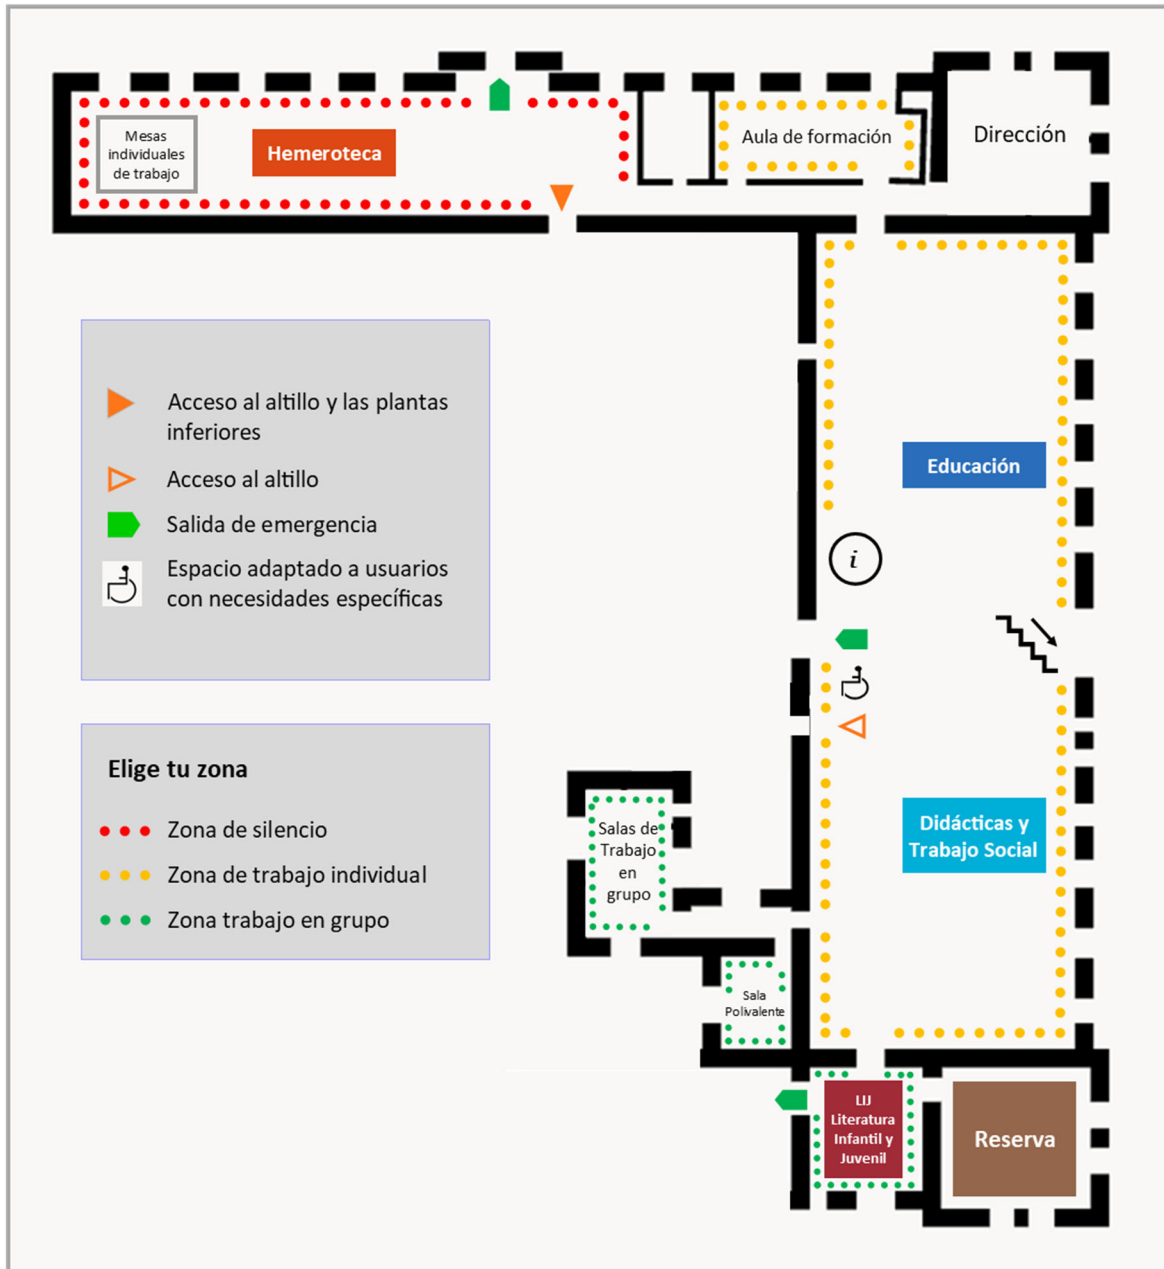 Mesas
individuales
de trabajo
Hemeroteca
Aula de formación
Dirección
Acceso al altillo y las plantas
inferiores
Acceso al altillo
Salida de emergencia
Espacio adaptado a usuarios
con necesidades específicas
Educación
i
Elige tu zona
Zona de silencio
Zona de trabajo individual
Zona trabajo en grupo
Salas de
Trabajo
en
grupo
Didácticas y
Trabajo Social
Sala
Polivalente
LIJ
Literatura
Infantil y
Juvenil
Reserva